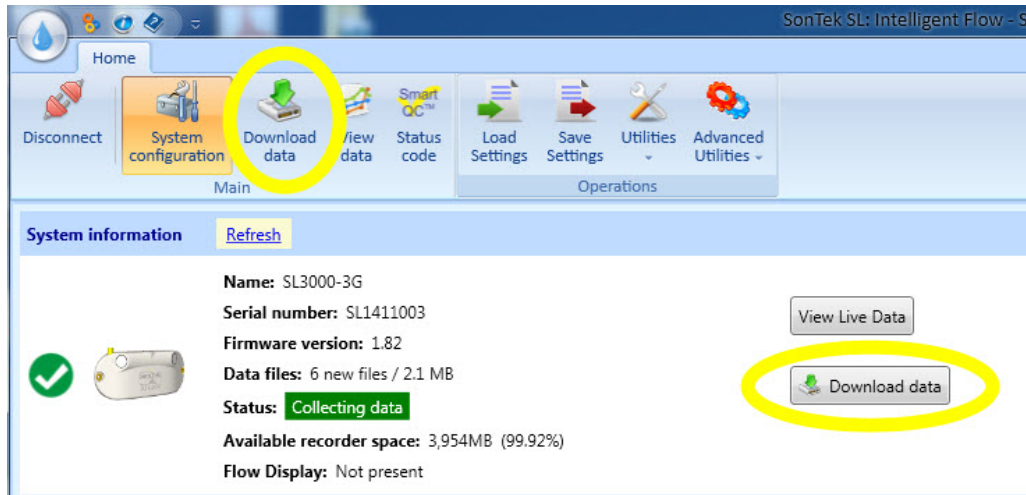 SonTek SL: Intelligent Flow - S
Home
Disconnect
System configuration
Download data
View data
Smart QC™
Status code
Load Settings
Save Settings
Utilities
Advanced Utilities
Main
Operations
System information Refresh
Name: SL3000-3G
Serial number: SL1411003
View Live Data
Firmware version: 1.82
Data files: 6 new files / 2.1 MB
Download data
Status: Collecting data
Available recorder space: 3,954MB (99.92%)
Flow Display: Not present